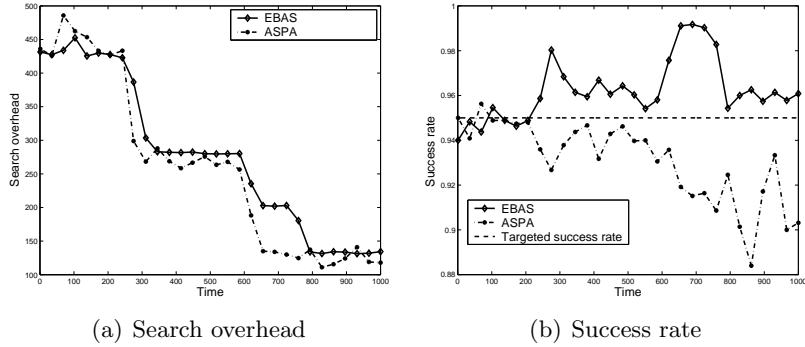 EBAS
ASPA
Search overhead
500
450
400
350
300
250
200
150
100
0 100 200 300 400 500 600 700 800 900 1000
Time
(a) Search overhead
Success rate
1
0.98
0.96
0.94
0.92
0.9
0.88
EBAS
ASPA
Targeted success rate
0 100 200 300 400 500 600 700 800 900 1000
Time
(b) Success rate